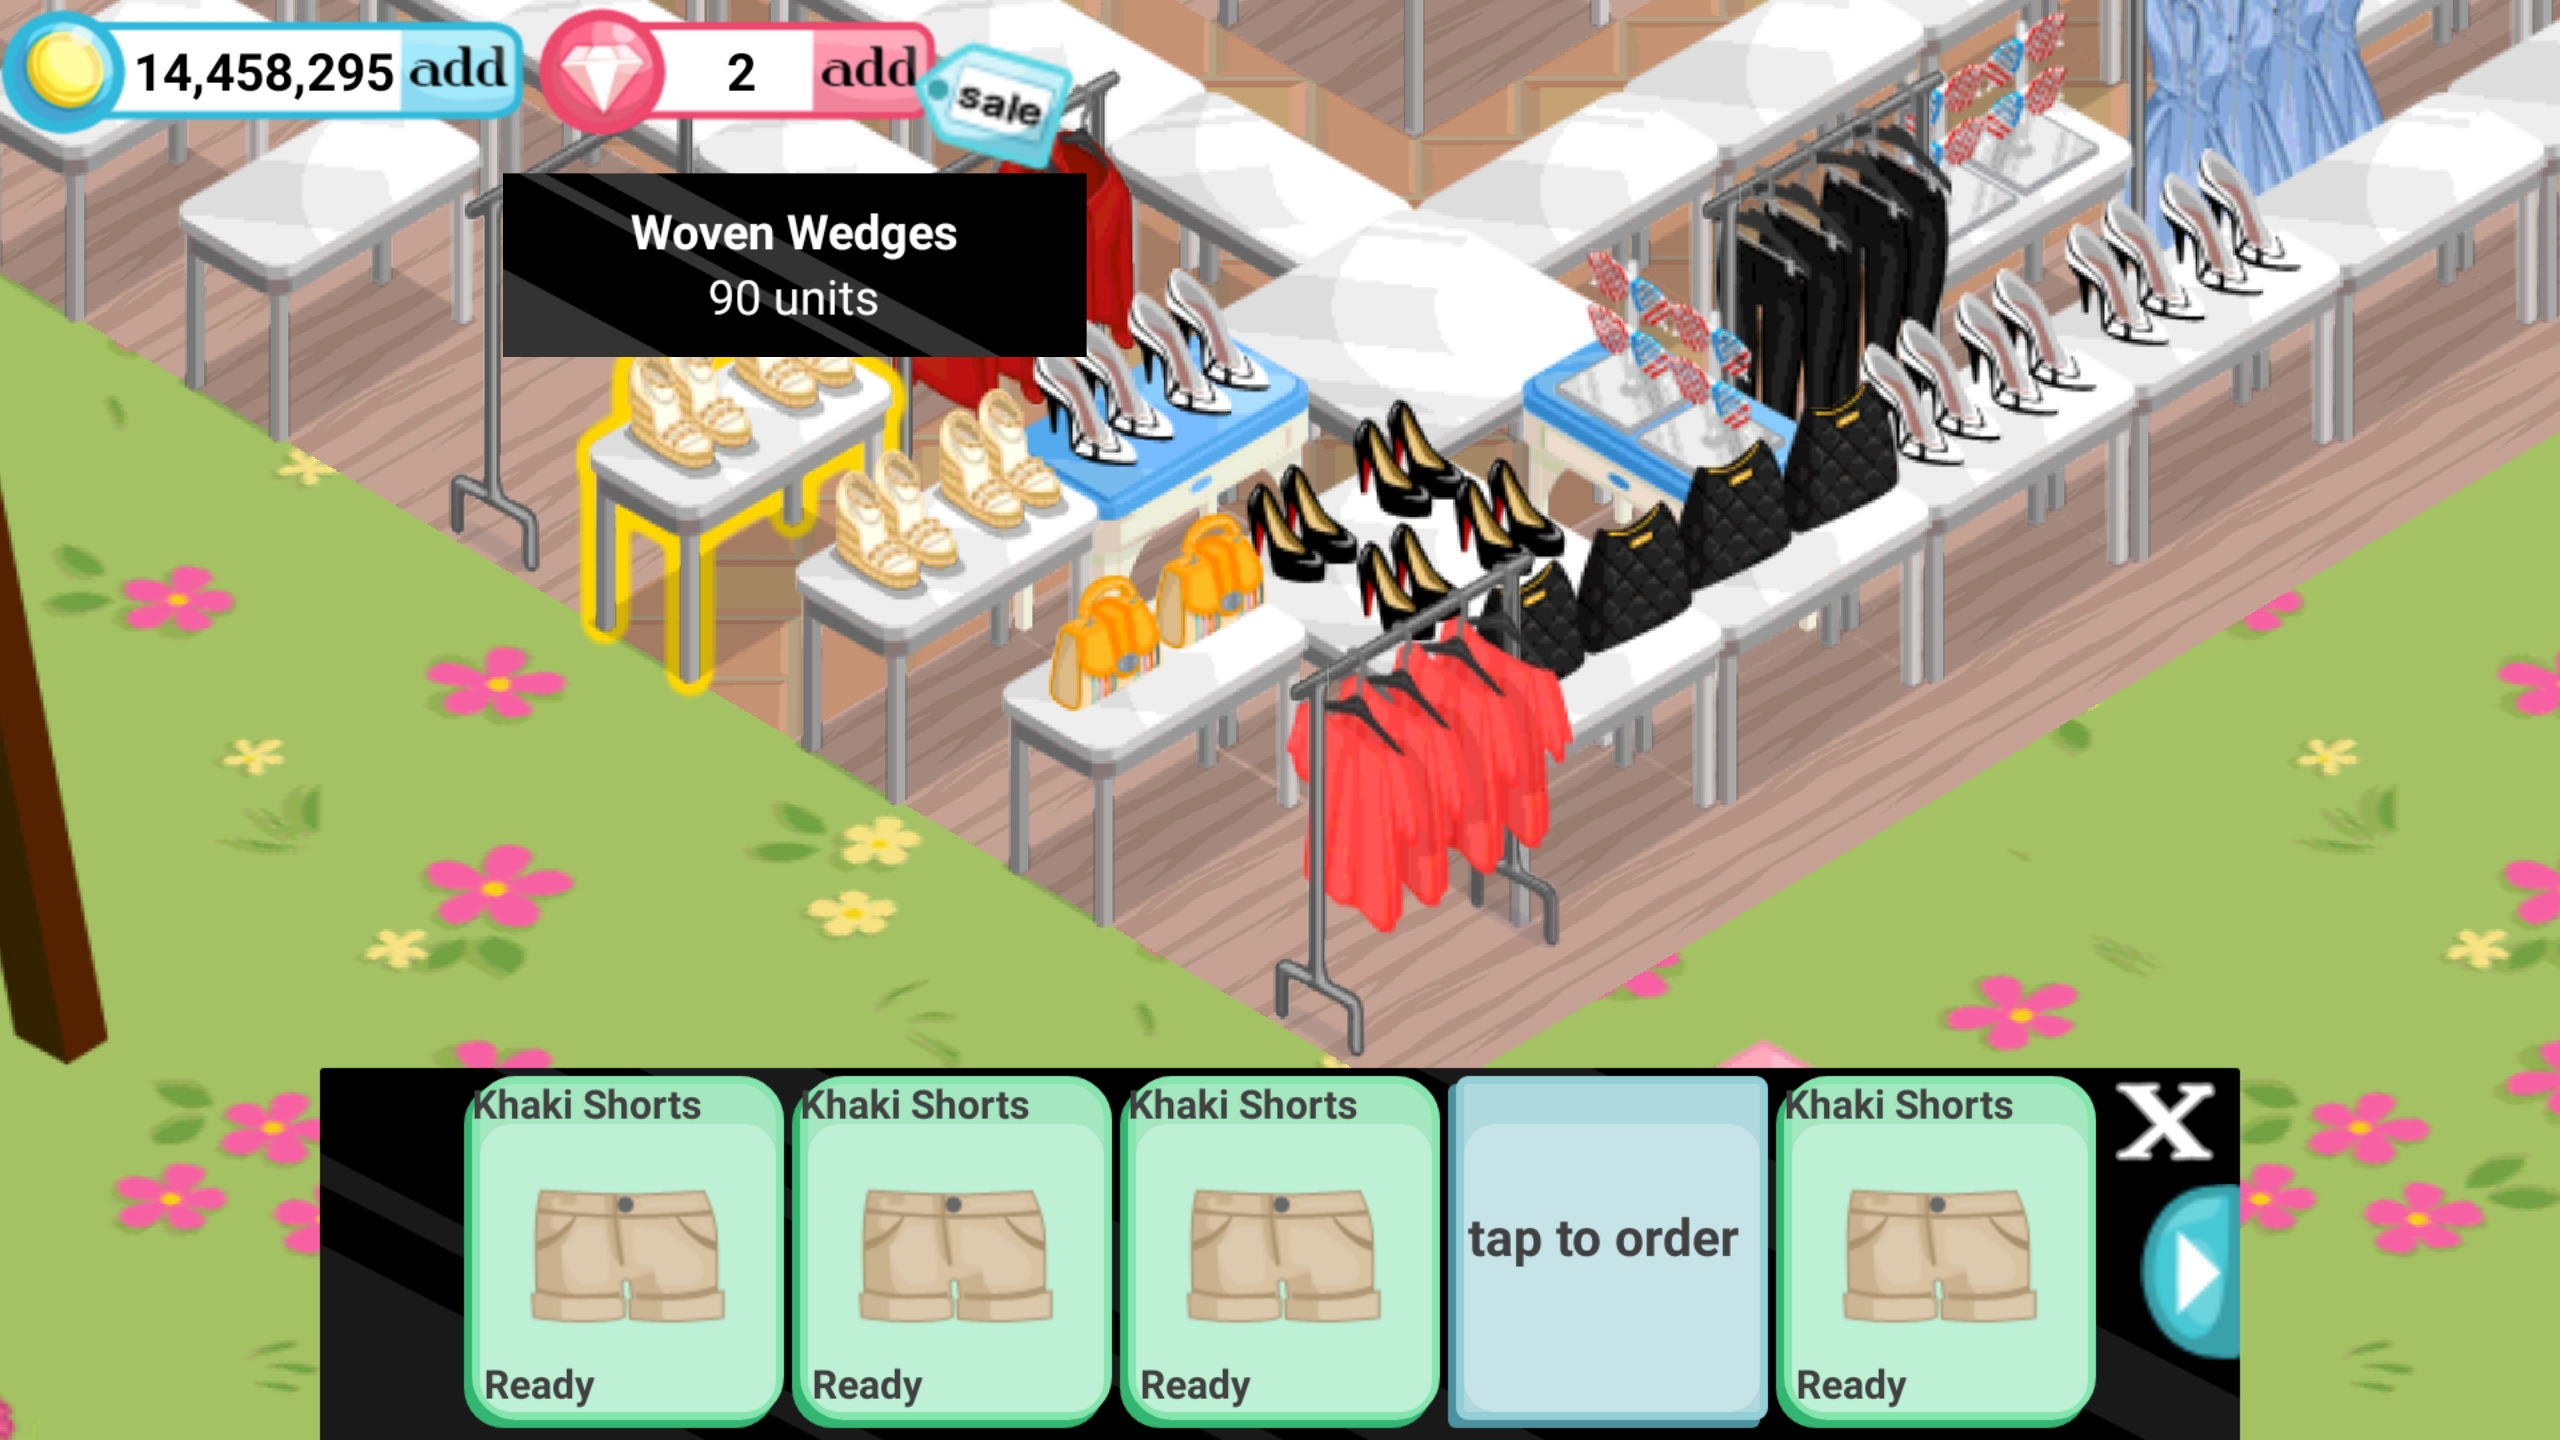 14,458,295 add
2 add
sale
Woven Wedges
90 units
Khaki Shorts
Ready
Khaki Shorts
Ready
Khaki Shorts
Ready
tap to order
Khaki Shorts
Ready
X